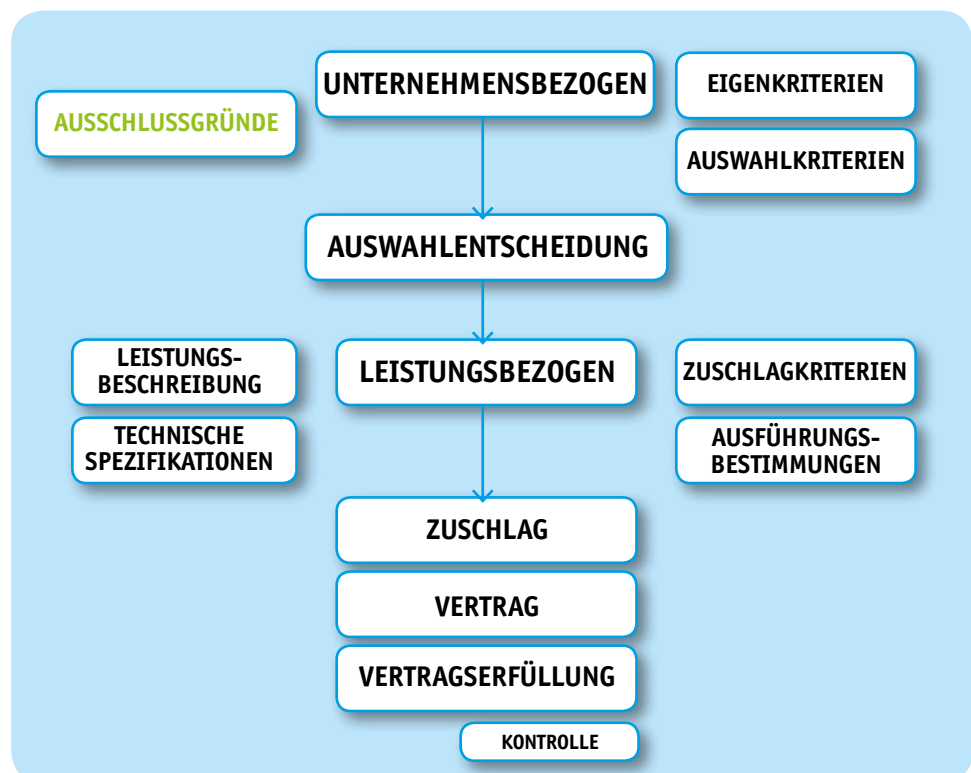 UNTERNEHMENSBEZOGEN
EIGENKRITERIEN
AUSSCHLUSSGRÜNDE
AUSWAHLKRITERIEN
AUSWAHLENTSCHEIDUNG
LEISTUNGS-
BESCHREIBUNG
LEISTUNGSBEZOGEN
ZUSCHLAGKRITERIEN
TECHNISCHE
SPEZIFIKATIONEN
AUSFÜHRUNGS-
BESTIMMUNGEN
ZUSCHLAG
VERTRAG
VERTRAGSERFÜLLUNG
KONTROLLE